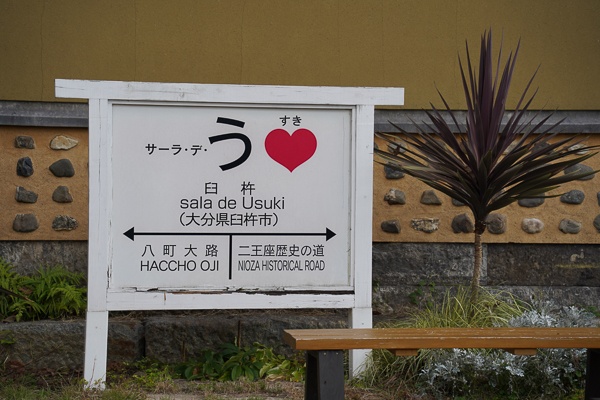 すき
サーラ・デ・う♥
臼杵
sala de Usuki
(大分県臼杵市)
八町大路 二王座歴史の道
HACCHO OJI NIOZA HISTORICAL ROAD